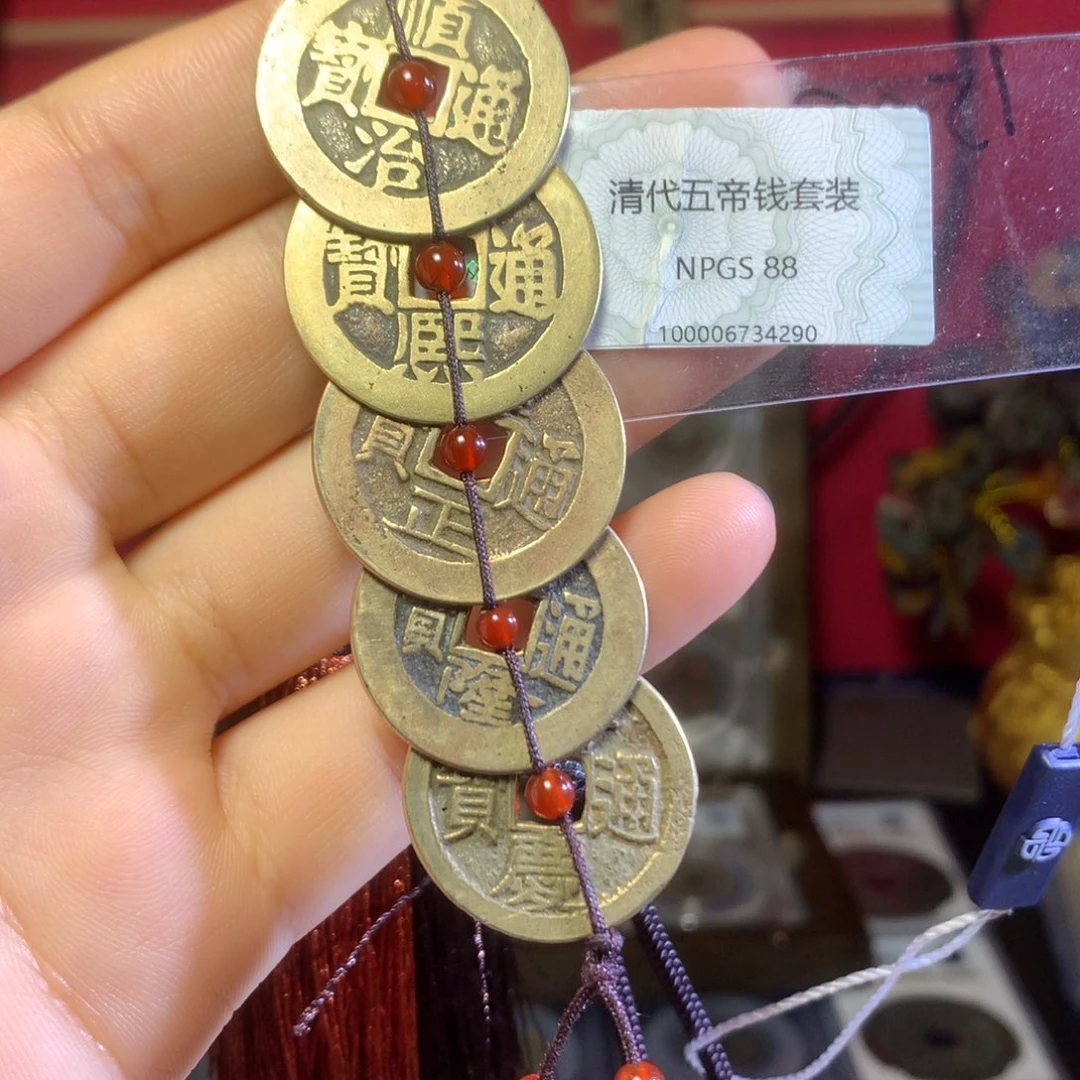 順
寶 通
治
寶 通
熙
寶 通
正
寶 通
隆
寶 通
慶
清代五帝钱套装
NPGS 88
100006734290